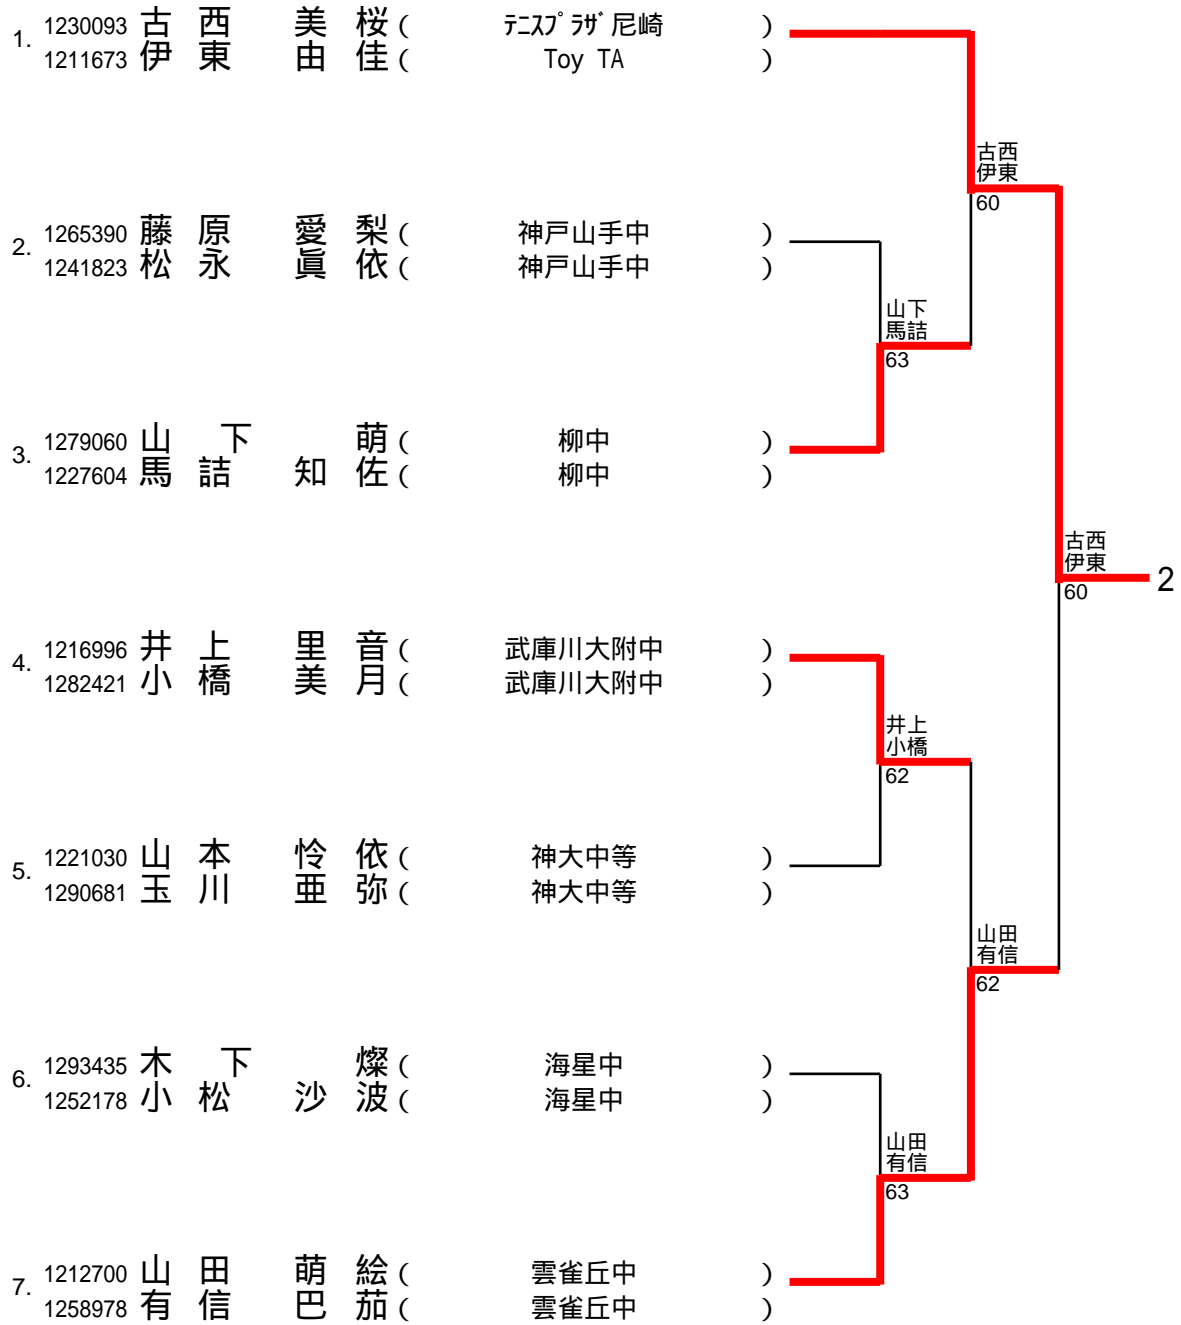 1. 1230093 古西 美桜 ( テニスプラザ尼崎 )
1211673 伊東 由佳 ( Toy TA )
古西
伊東
60
2. 1265390 藤原 愛梨 ( 神戸山手中 )
1241823 松永 眞依 ( 神戸山手中 )
山下
馬詰
63
3. 1279060 山下 萌 ( 柳中 )
1227604 馬詰 知佐 ( 柳中 )
古西
伊東
60
2
4. 1216996 井上 里音 ( 武庫川大附中 )
1282421 小橋 美月 ( 武庫川大附中 )
井上
小橋
62
5. 1221030 山本 怜依 ( 神大中等 )
1290681 玉川 亜弥 ( 神大中等 )
山田
有信
62
6. 1293435 木下 燦 ( 海星中 )
1252178 小松 沙波 ( 海星中 )
山田
有信
63
7. 1212700 山田 萌絵 ( 雲雀丘中 )
1258978 有信 巴茄 ( 雲雀丘中 )